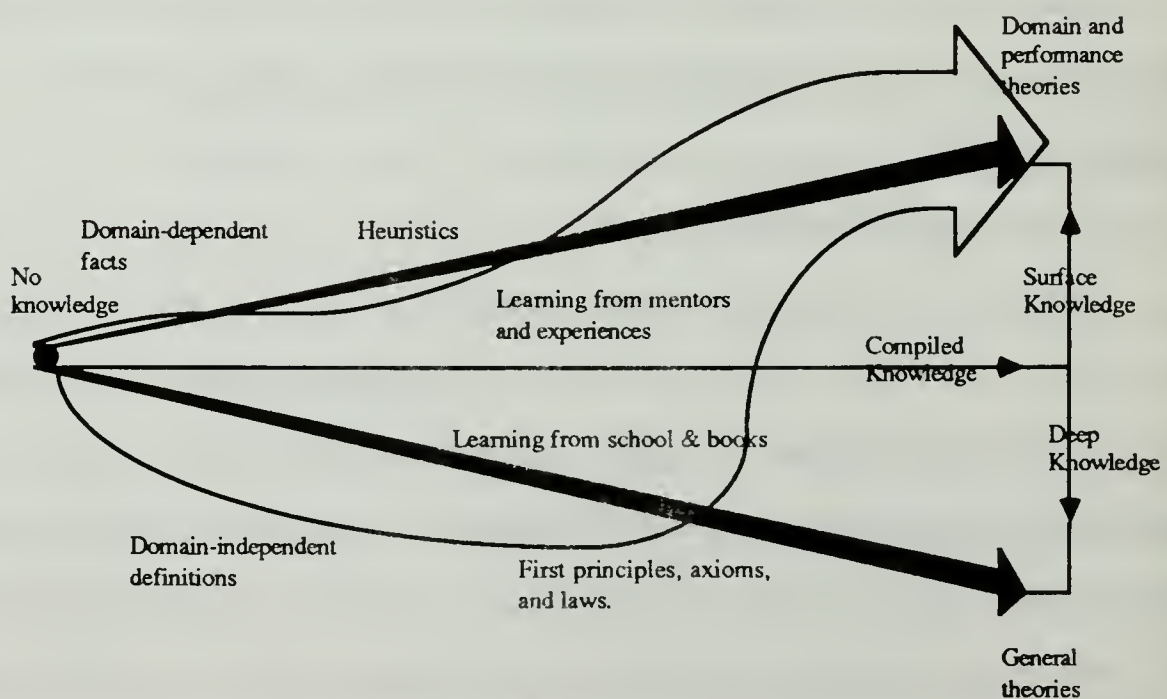 Domain and
performance
theories
Domain-dependent
facts
Heuristics
No
knowledge
Learning from mentors
and experiences
Surface
Knowledge
Compiled
Knowledge
Learning from school & books
Deep
Knowledge
Domain-independent
definitions
First principles, axioms,
and laws.
General
theories